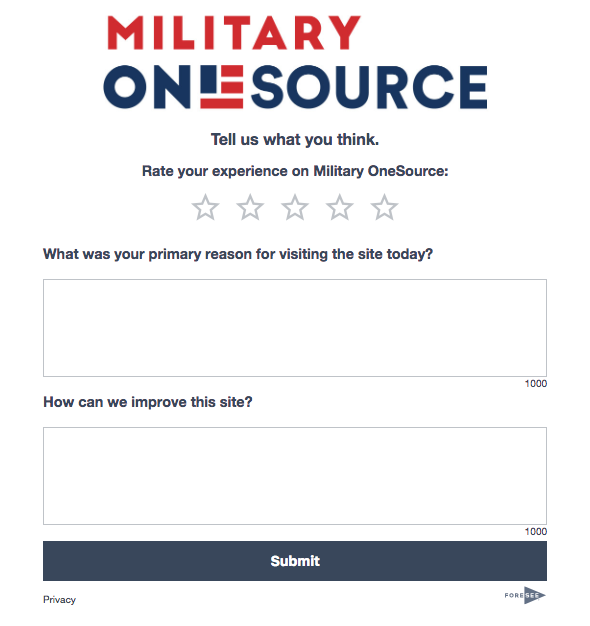 MILITARY
ONESOURCE
Tell us what you think.
Rate your experience on Military OneSource:
What was your primary reason for visiting the site today?
1000
How can we improve this site?
1000
Submit
Privacy
FORESEE